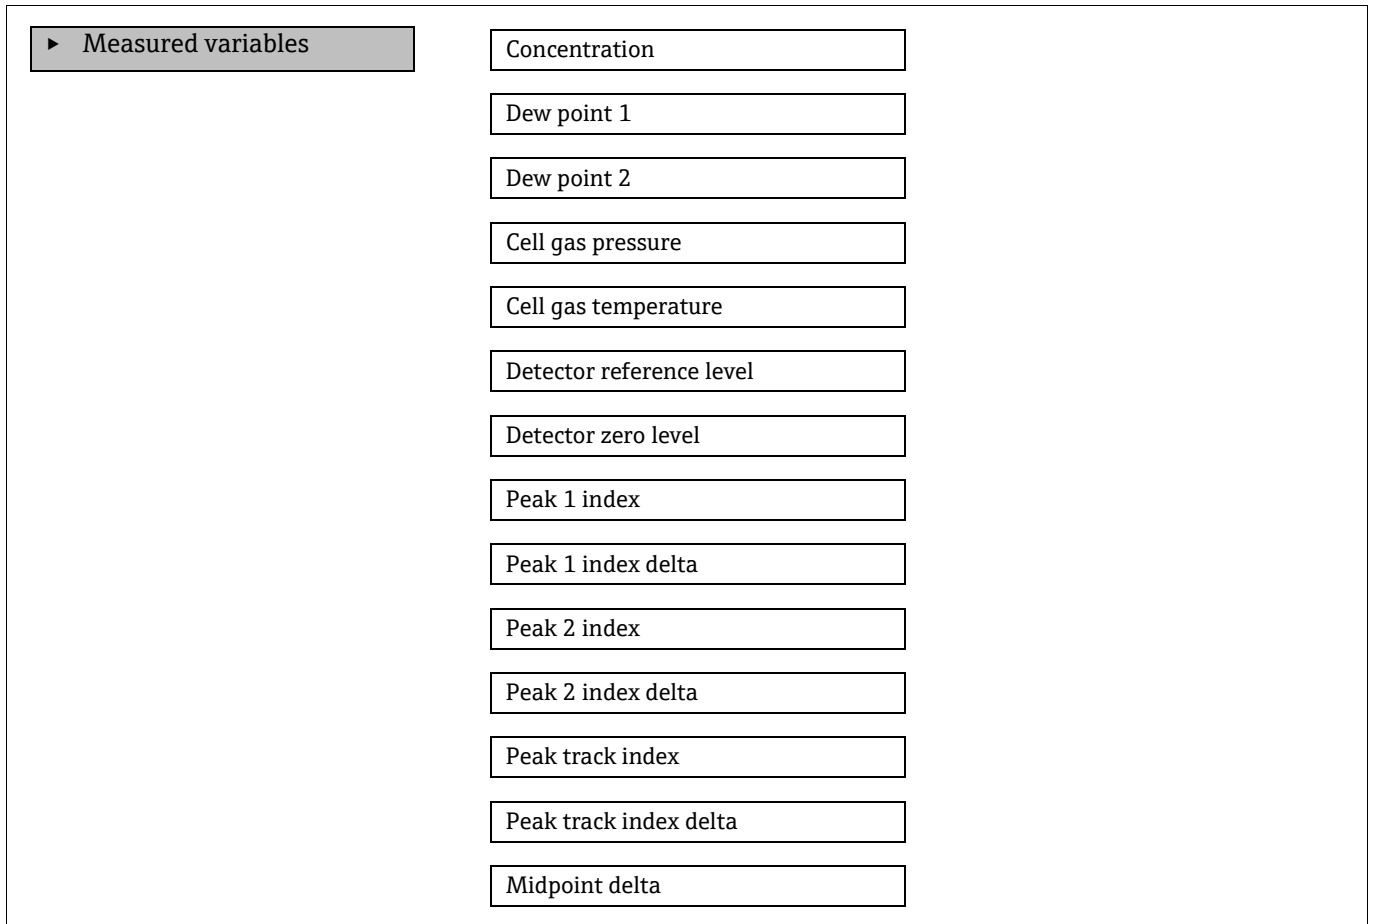 ▸ Measured variables
Concentration
Dew point 1
Dew point 2
Cell gas pressure
Cell gas temperature
Detector reference level
Detector zero level
Peak 1 index
Peak 1 index delta
Peak 2 index
Peak 2 index delta
Peak track index
Peak track index delta
Midpoint delta